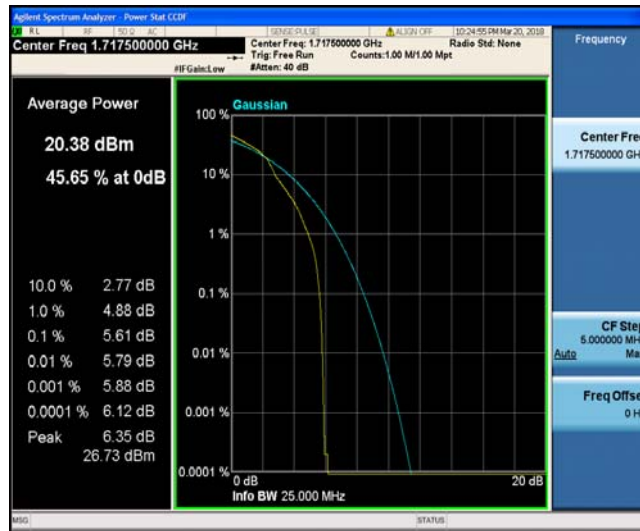 Agilent Spectrum Analyzer - Power Stat CCDF
RL RF 50 Ω AC SENSE:PULSE ALIGN OFF 10:24:55 PM Mar 20, 2018
Center Freq 1.717500000 GHz
Center Freq: 1.717500000 GHz Radio Std: None
Trig: Free Run Counts:1.00 M/1.00 Mpt
#IFGain:Low #Atten: 40 dB
Frequency
Average Power
20.38 dBm
45.65 % at 0dB
10.0 % 2.77 dB
1.0 % 4.88 dB
0.1 % 5.61 dB
0.01 % 5.79 dB
0.001 % 5.88 dB
0.0001 % 6.12 dB
Peak 6.35 dB
26.73 dBm
Gaussian
100 %
10 %
1 %
0.1 %
0.01 %
0.001 %
0.0001 %
0 dB 20 dB
Info BW 25.000 MHz
Center Fre
1.717500000 GH
CF Step
5.000000 MH
Auto Ma
Freq Offse
0 H
MSG STATUS